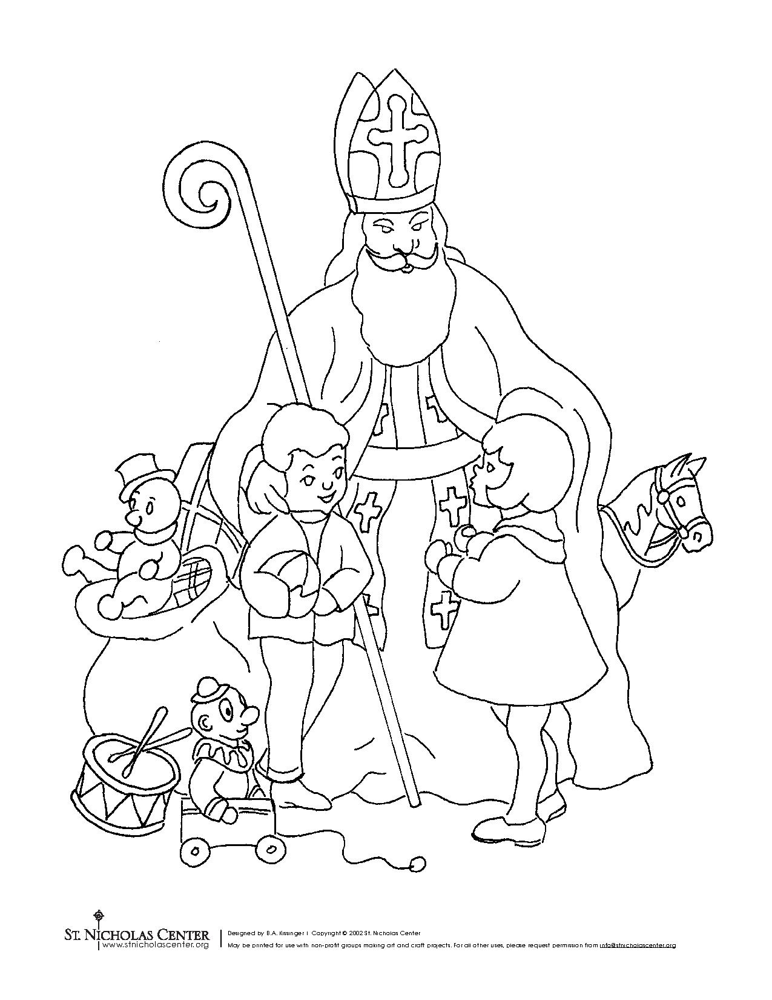 ST. NICHOLAS CENTER
www.stnicholascenter.org
Designed by B.A. Kissinger I Copyright © 2002 St. Nicholas Center
May be printed for use with non-profit groups making art and craft projects. For all other uses, please request permission from info@stnicholascenter.org